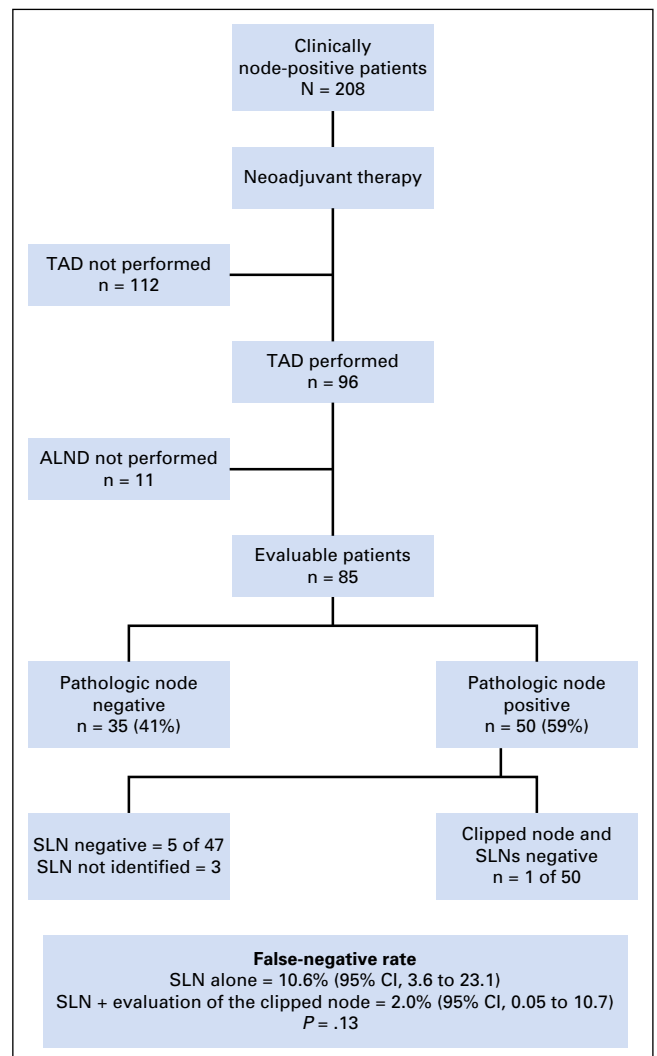 Clinically
node-positive patients
N = 208
Neoadjuvant therapy
TAD not performed
n = 112
TAD performed
n = 96
ALND not performed
n = 11
Evaluable patients
n = 85
Pathologic node
negative
n = 35 (41%)
Pathologic node
positive
n = 50 (59%)
SLN negative = 5 of 47
SLN not identified = 3
Clipped node and
SLNs negative
n = 1 of 50
False-negative rate
SLN alone = 10.6% (95% CI, 3.6 to 23.1)
SLN + evaluation of the clipped node = 2.0% (95% CI, 0.05 to 10.7)
P = .13